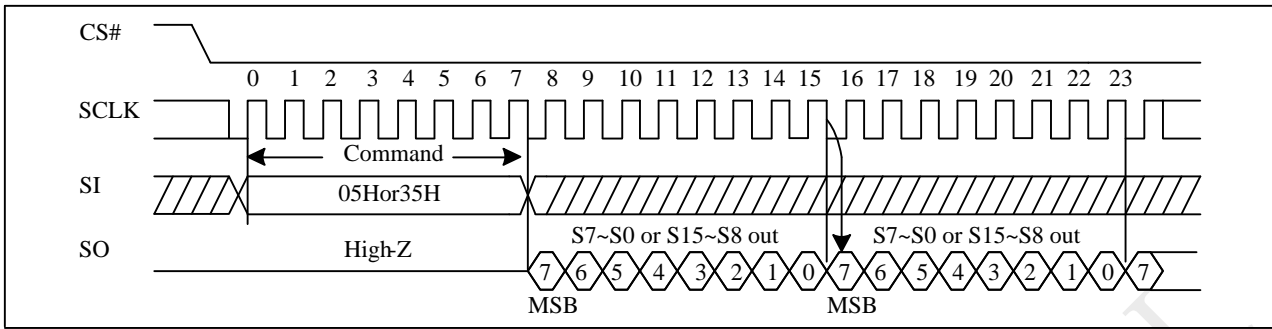 CS#
0 1 2 3 4 5 6 7 8 9 10 11 12 13 14 15 16 17 18 19 20 21 22 23
SCLK
Command
SI
05Hor35H
SO
High-Z
S7~S0 or S15~S8 out
S7~S0 or S15~S8 out
7 6 5 4 3 2 1 0 7 6 5 4 3 2 1 0 7
MSB
MSB